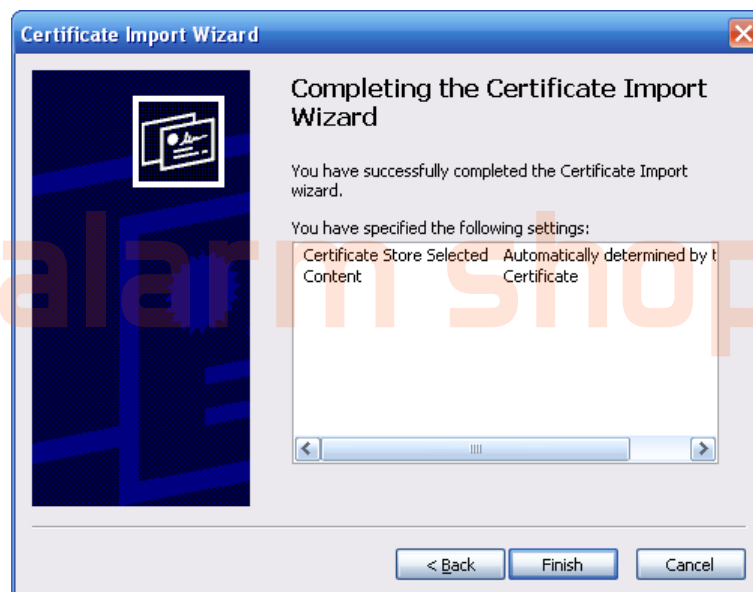 Certificate Import Wizard
Completing the Certificate Import
Wizard
You have successfully completed the Certificate Import
wizard.
You have specified the following settings:
Certificate Store Selected Automatically determined by t
Content Certificate
alarm shop
< Back Finish Cancel